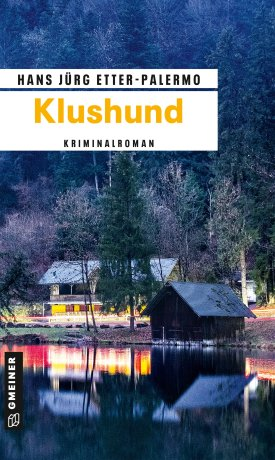 HANS JÜRG ETTER-PALERMO
Klushund
KRIMINALROMAN
GMEINER